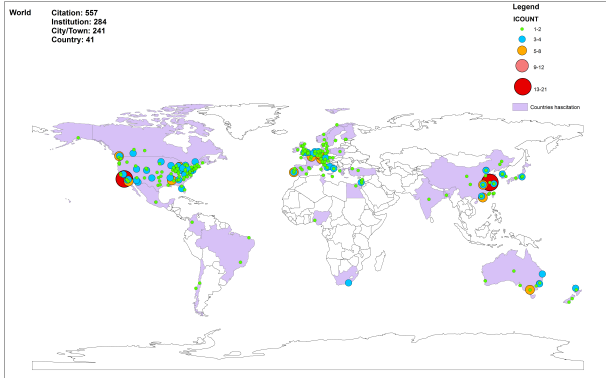 World
Citation: 557
Institution: 284
City/Town: 241
Country: 41
Legend
ICOUNT
1-2
3-4
5-8
9-12
13-21
Countries hascitation